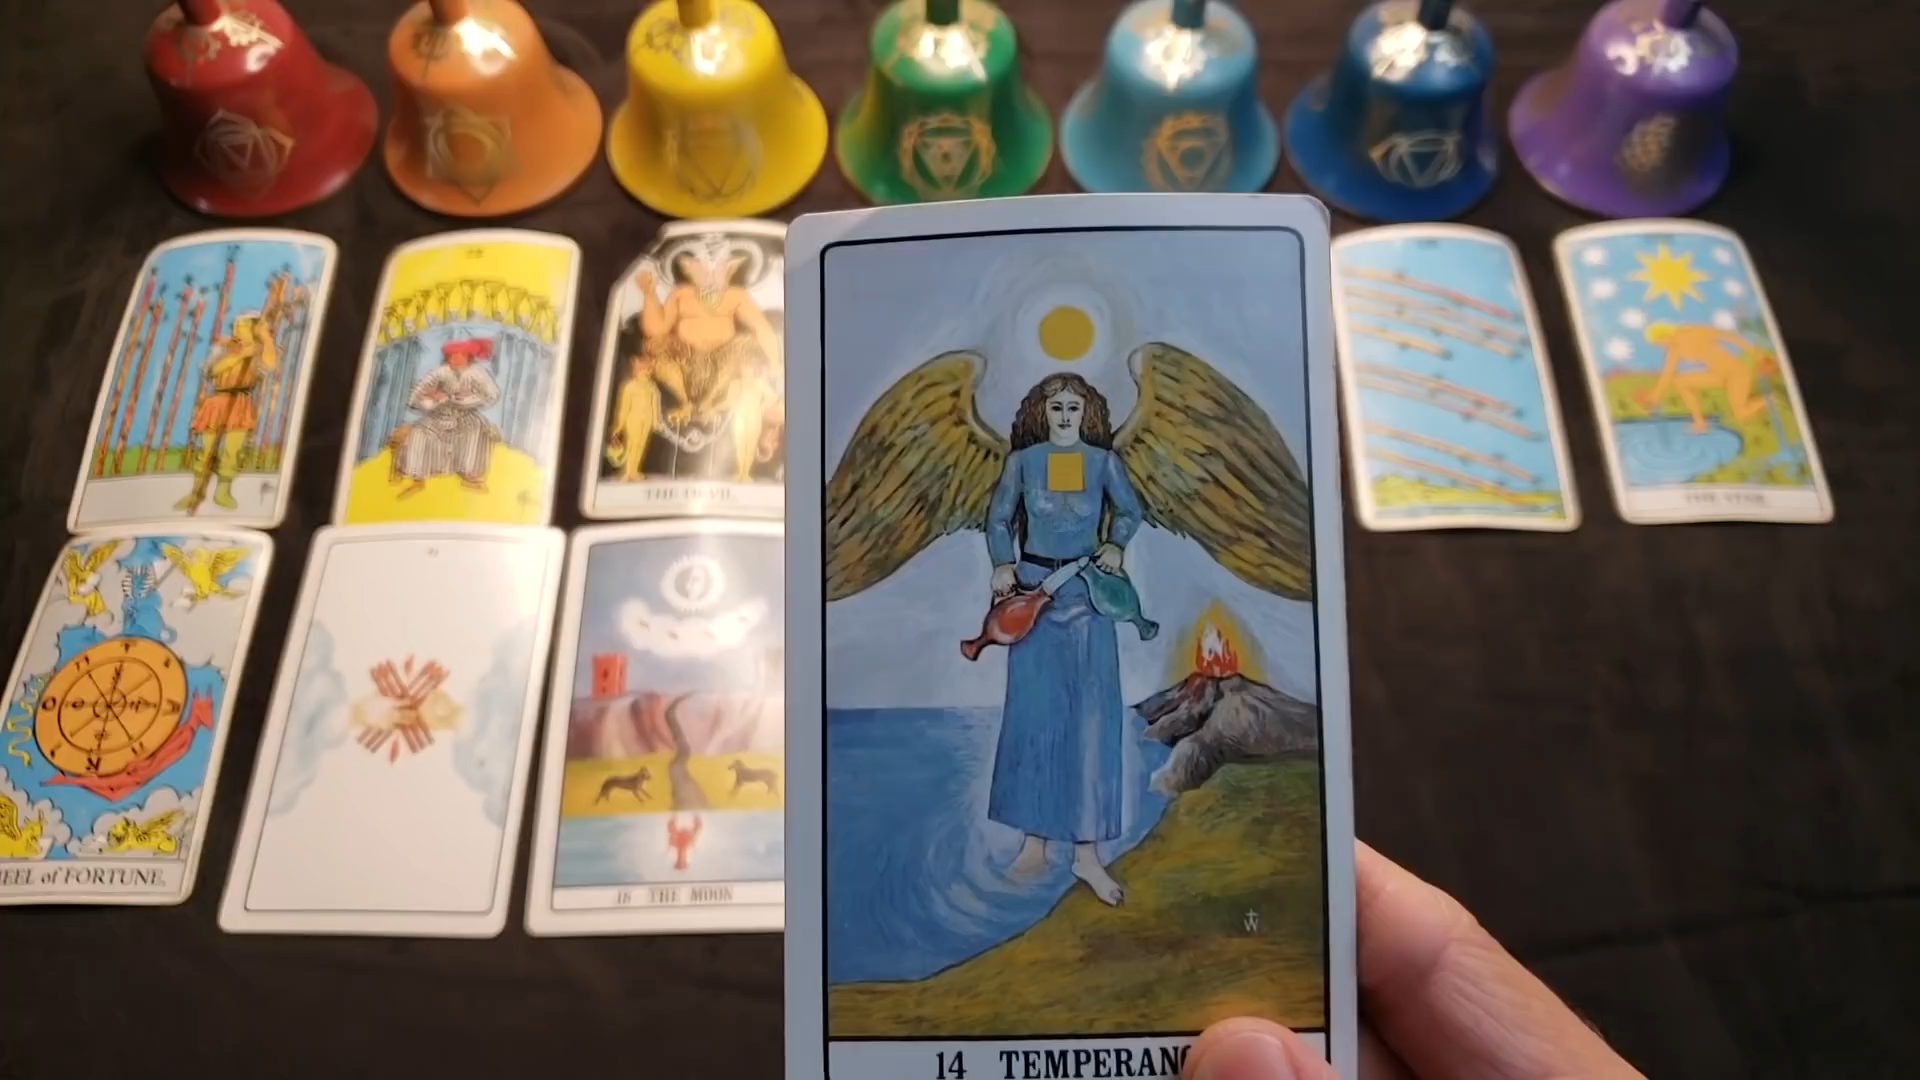 THE DEVIL.
THE STAR.
EEL of FORTUNE.
18 THE MOON
14 TEMPERANC